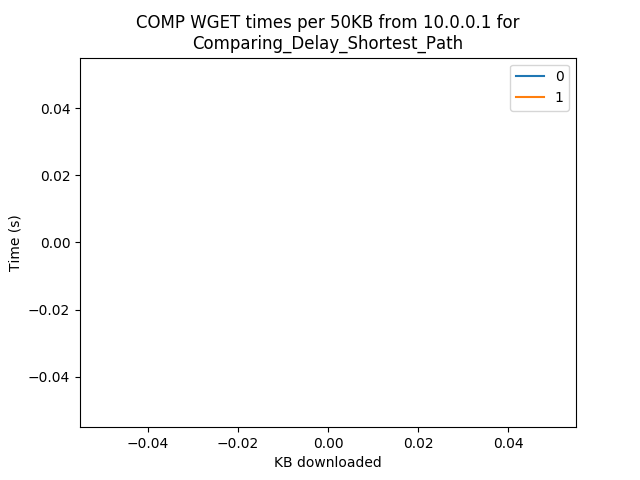 COMP WGET times per 50KB from 10.0.0.1 for
Comparing_Delay_Shortest_Path
0
1
0.04
0.02
0.00
−0.02
−0.04
Time (s)
−0.04 −0.02 0.00 0.02 0.04
KB downloaded